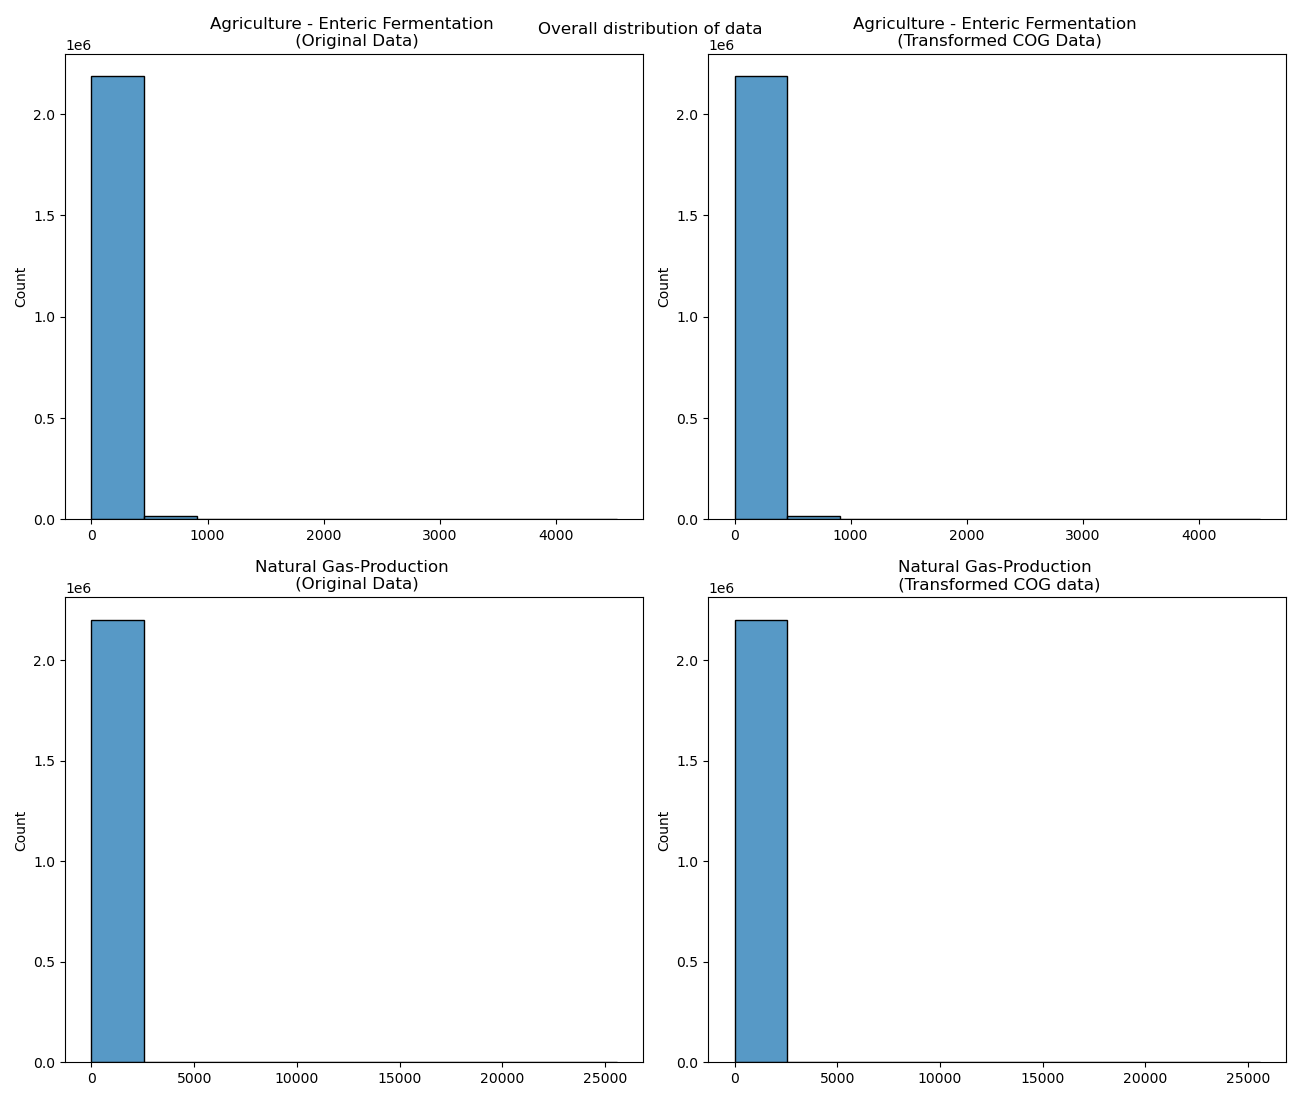 Overall distribution of data
Agriculture - Enteric Fermentation
(Original Data)
1e6
Count
2.0
1.5
1.0
0.5
0.0
0 1000 2000 3000 4000
Agriculture - Enteric Fermentation
(Transformed COG Data)
1e6
Count
2.0
1.5
1.0
0.5
0.0
0 1000 2000 3000 4000
Natural Gas-Production
(Original Data)
1e6
Count
2.0
1.5
1.0
0.5
0.0
0 5000 10000 15000 20000 25000
Natural Gas-Production
(Transformed COG data)
1e6
Count
2.0
1.5
1.0
0.5
0.0
0 5000 10000 15000 20000 25000